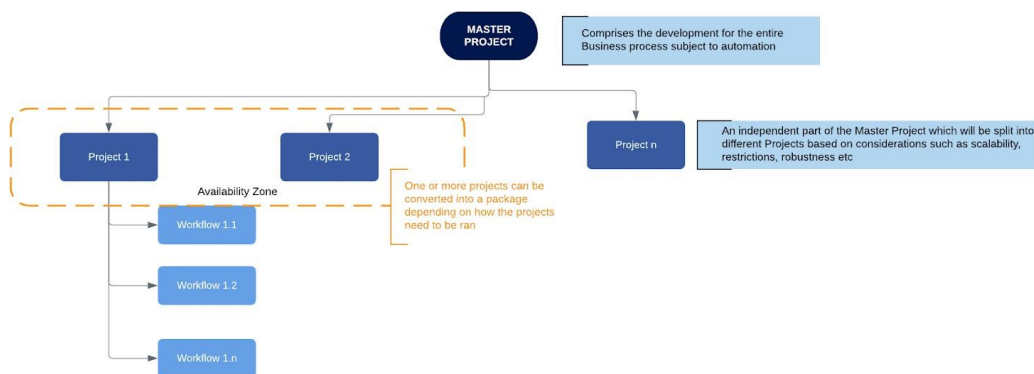 MASTER
PROJECT
Comprises the development for the entire
Business process subject to automation
Project 1
Project 2
Project n
An independent part of the Master Project which will be split into
different Projects based on considerations such as scalability,
restrictions, robustness etc
Availability Zone
One or more projects can be
converted into a package
depending on how the projects
need to be ran
Workflow 1.1
Workflow 1.2
Workflow 1.n